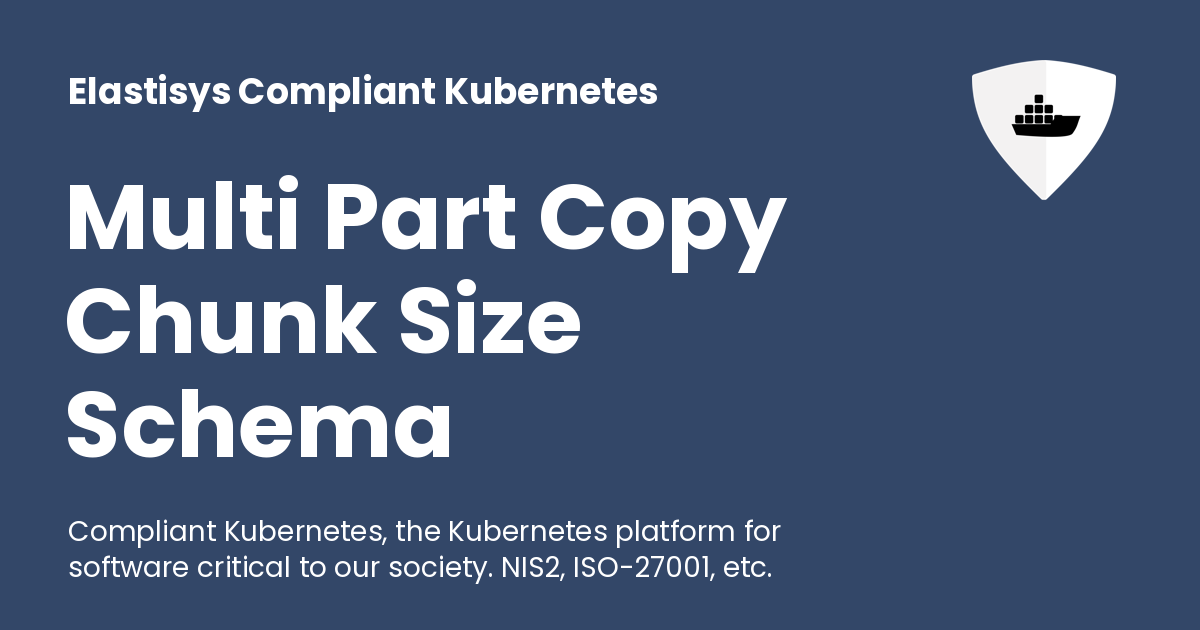 Elastisys Compliant Kubernetes
Multi Part Copy
Chunk Size
Schema
Compliant Kubernetes, the Kubernetes platform for
software critical to our society. NIS2, ISO-27001, etc.